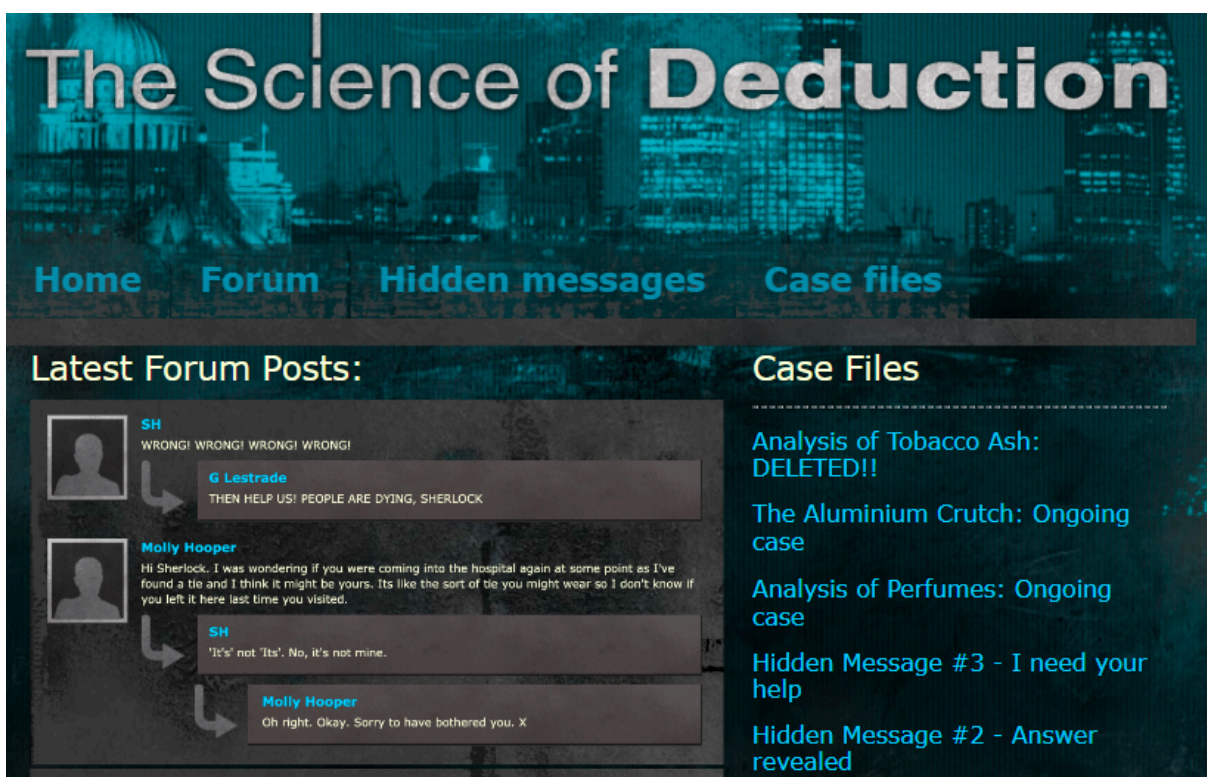 The Science of Deduction
Home Forum Hidden messages Case files
Latest Forum Posts:
SH
WRONG! WRONG! WRONG! WRONG!
G Lestrade
THEN HELP US! PEOPLE ARE DYING, SHERLOCK
Molly Hooper
Hi Sherlock. I was wondering if you were coming into the hospital again at some point as I've
found a tie and I think it might be yours. Its like the sort of tie you might wear so I don't know if
you left it here last time you visited.
SH
'It's' not 'Its'. No, it's not mine.
Molly Hooper
Oh right. Okay. Sorry to have bothered you. X
Case Files
Analysis of Tobacco Ash:
DELETED!!
The Aluminium Crutch: Ongoing
case
Analysis of Perfumes: Ongoing
case
Hidden Message #3 - I need your
help
Hidden Message #2 - Answer
revealed